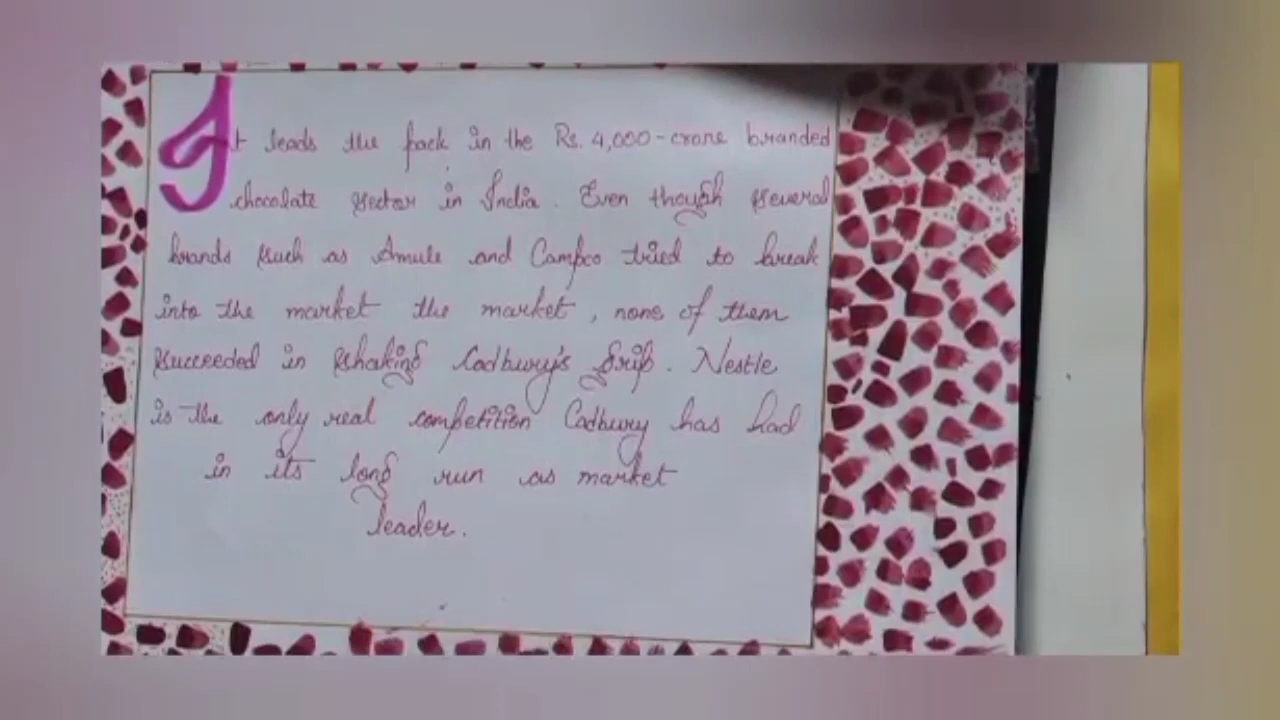 It leads the pack in the Rs. 4,000-crore branded
chocolate sector in India. Even though several
brands such as Amule and Campco tried to break
into the market the market, none of them
succeeded in shaking Cadbury's grip. Nestle
is the only real competition Cadbury has had
in its long run as market
leader.